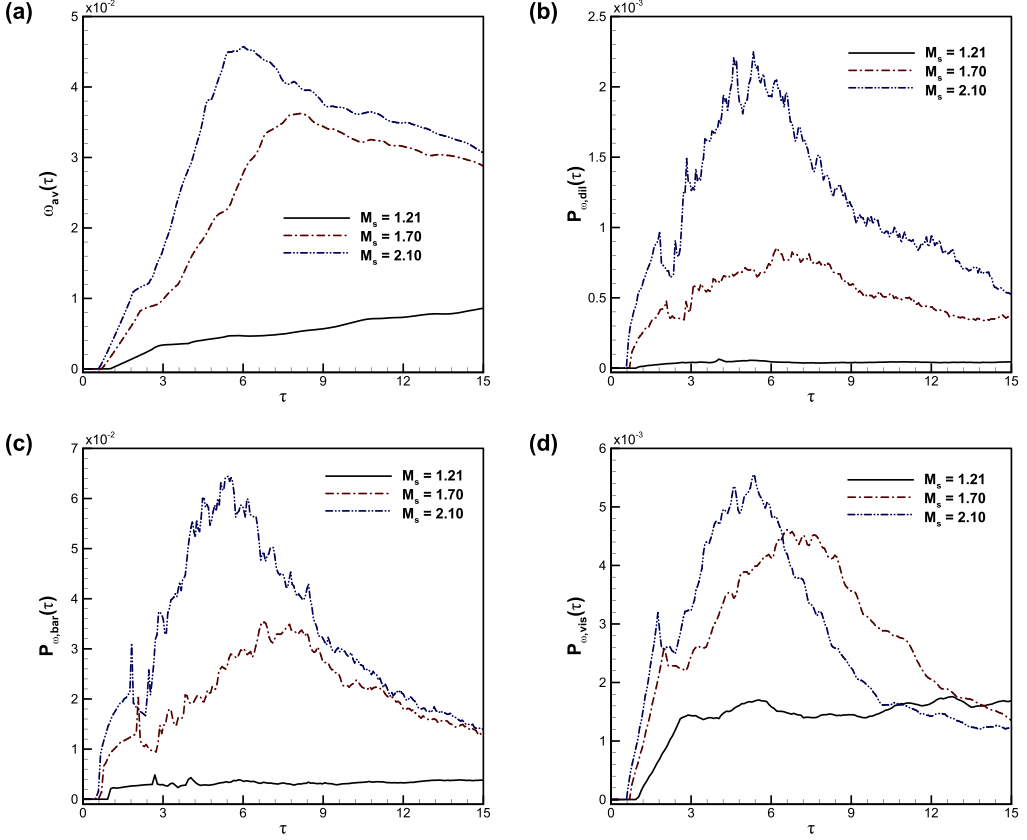 (a)
x10⁻²
5
4
3
2
1
0
0 3 6 9 12 15
ω_av(τ)
τ
M_s = 1.21
M_s = 1.70
M_s = 2.10
(b)
x10⁻³
2.5
2
1.5
1
0.5
0
0 3 6 9 12 15
P_ω,dil(τ)
τ
M_s = 1.21
M_s = 1.70
M_s = 2.10
(c)
x10⁻²
7
6
5
4
3
2
1
0
0 3 6 9 12 15
P_ω,bar(τ)
τ
M_s = 1.21
M_s = 1.70
M_s = 2.10
(d)
x10⁻³
6
5
4
3
2
1
0
0 3 6 9 12 15
P_ω,vis(τ)
τ
M_s = 1.21
M_s = 1.70
M_s = 2.10